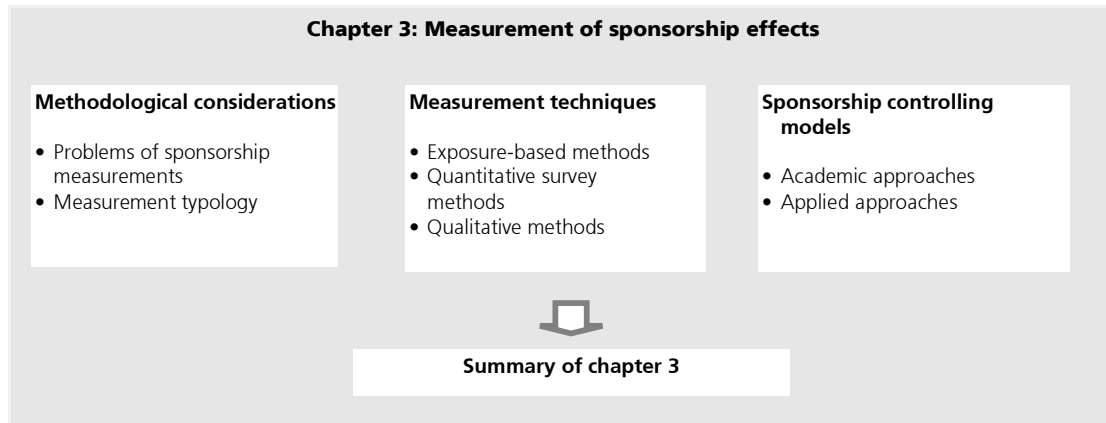 Chapter 3: Measurement of sponsorship effects
Methodological considerations
• Problems of sponsorship
measurements
• Measurement typology
Measurement techniques
• Exposure-based methods
• Quantitative survey
methods
• Qualitative methods
Sponsorship controlling
models
• Academic approaches
• Applied approaches
Summary of chapter 3